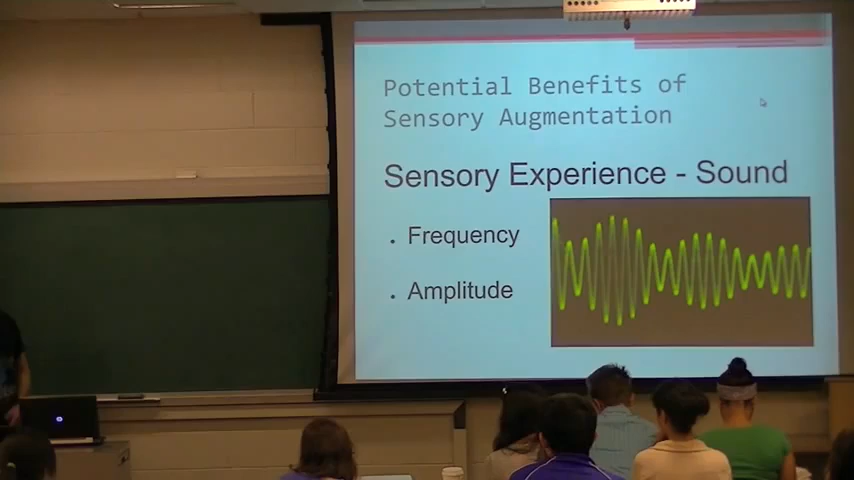 Potential Benefits of
Sensory Augmentation
Sensory Experience - Sound
. Frequency
. Amplitude